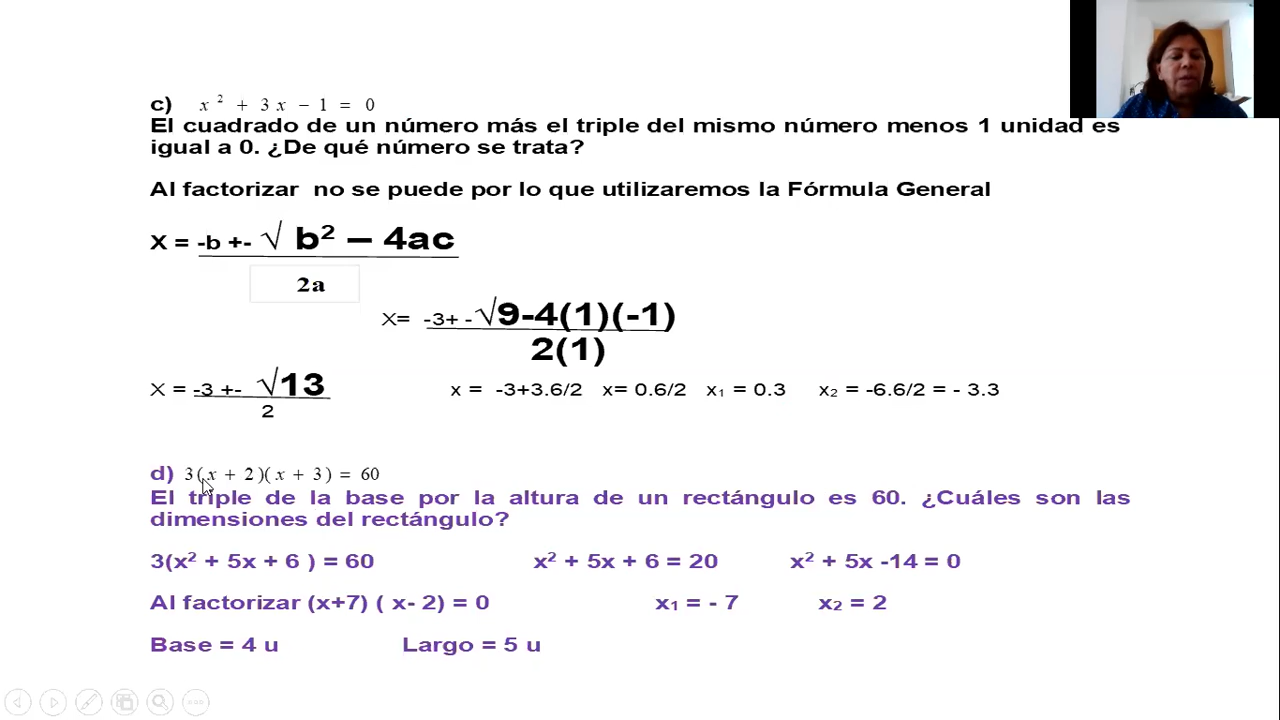 c) x² + 3x − 1 = 0
El cuadrado de un número más el triple del mismo número menos 1 unidad es
igual a 0. ¿De qué número se trata?
Al factorizar no se puede por lo que utilizaremos la Fórmula General
X = -b +- √ b² – 4ac
2a
X= -3+ -√9-4(1)(-1)
2(1)
X = -3 +- √13 x = -3+3.6/2 x= 0.6/2 x₁ = 0.3 x₂ = -6.6/2 = - 3.3
2
d) 3(x + 2)(x + 3) = 60
El triple de la base por la altura de un rectángulo es 60. ¿Cuáles son las
dimensiones del rectángulo?
3(x² + 5x + 6 ) = 60 x² + 5x + 6 = 20 x² + 5x -14 = 0
Al factorizar (x+7) ( x- 2) = 0 x₁ = - 7 x₂ = 2
Base = 4 u Largo = 5 u